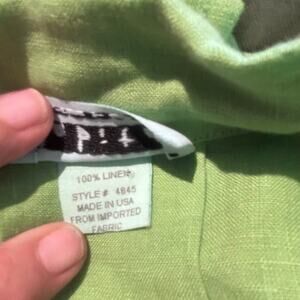 100% LINEN
STYLE # 4845
MADE IN USA
FROM IMPORTED
FABRIC